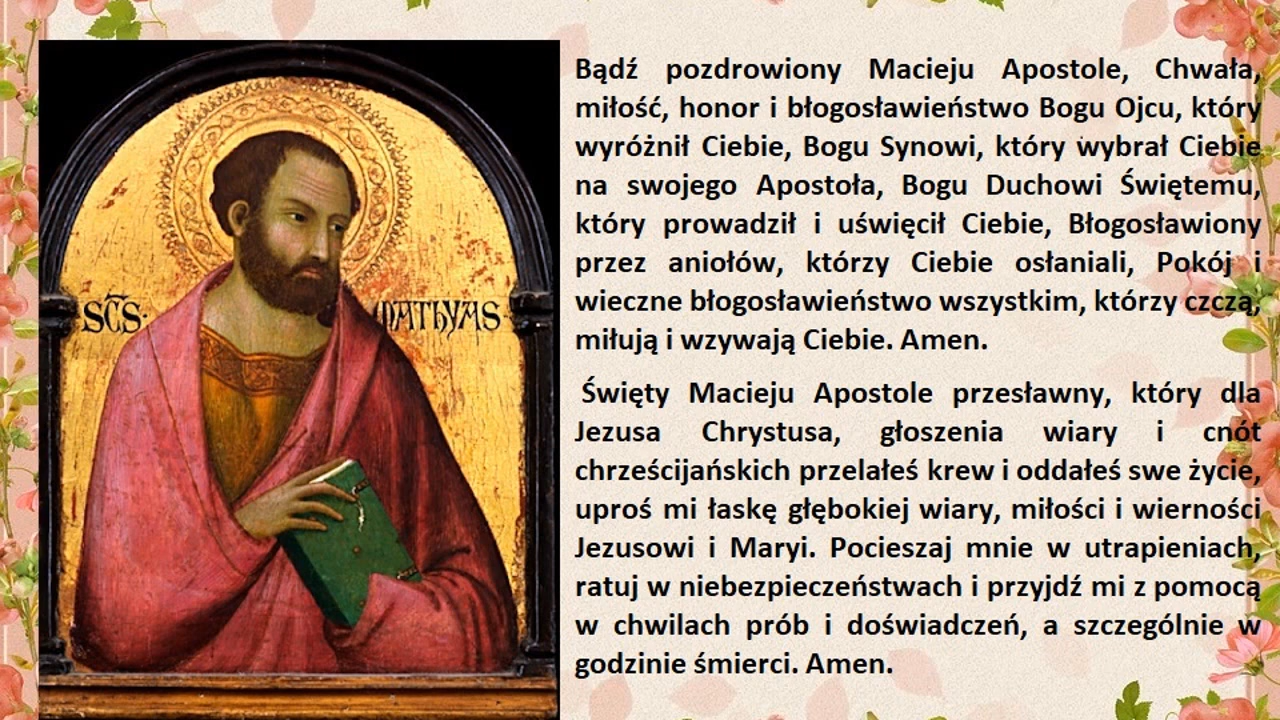 SC̃S· MATHYAS·
Bądź pozdrowiony Macieju Apostole, Chwała,
miłość, honor i błogosławieństwo Bogu Ojcu, który
wyróżnił Ciebie, Bogu Synowi, który wybrał Ciebie
na swojego Apostoła, Bogu Duchowi Świętemu,
który prowadził i uświęcił Ciebie, Błogosławiony
przez aniołów, którzy Ciebie osłaniali, Pokój i
wieczne błogosławieństwo wszystkim, którzy czczą,
miłują i wzywają Ciebie. Amen.
Święty Macieju Apostole przesławny, który dla
Jezusa Chrystusa, głoszenia wiary i cnót
chrześcijańskich przelałeś krew i oddałeś swe życie,
uproś mi łaskę głębokiej wiary, miłości i wierności
Jezusowi i Maryi. Pocieszaj mnie w utrapieniach,
ratuj w niebezpieczeństwach i przyjdź mi z pomocą
w chwilach prób i doświadczeń, a szczególnie w
godzinie śmierci. Amen.